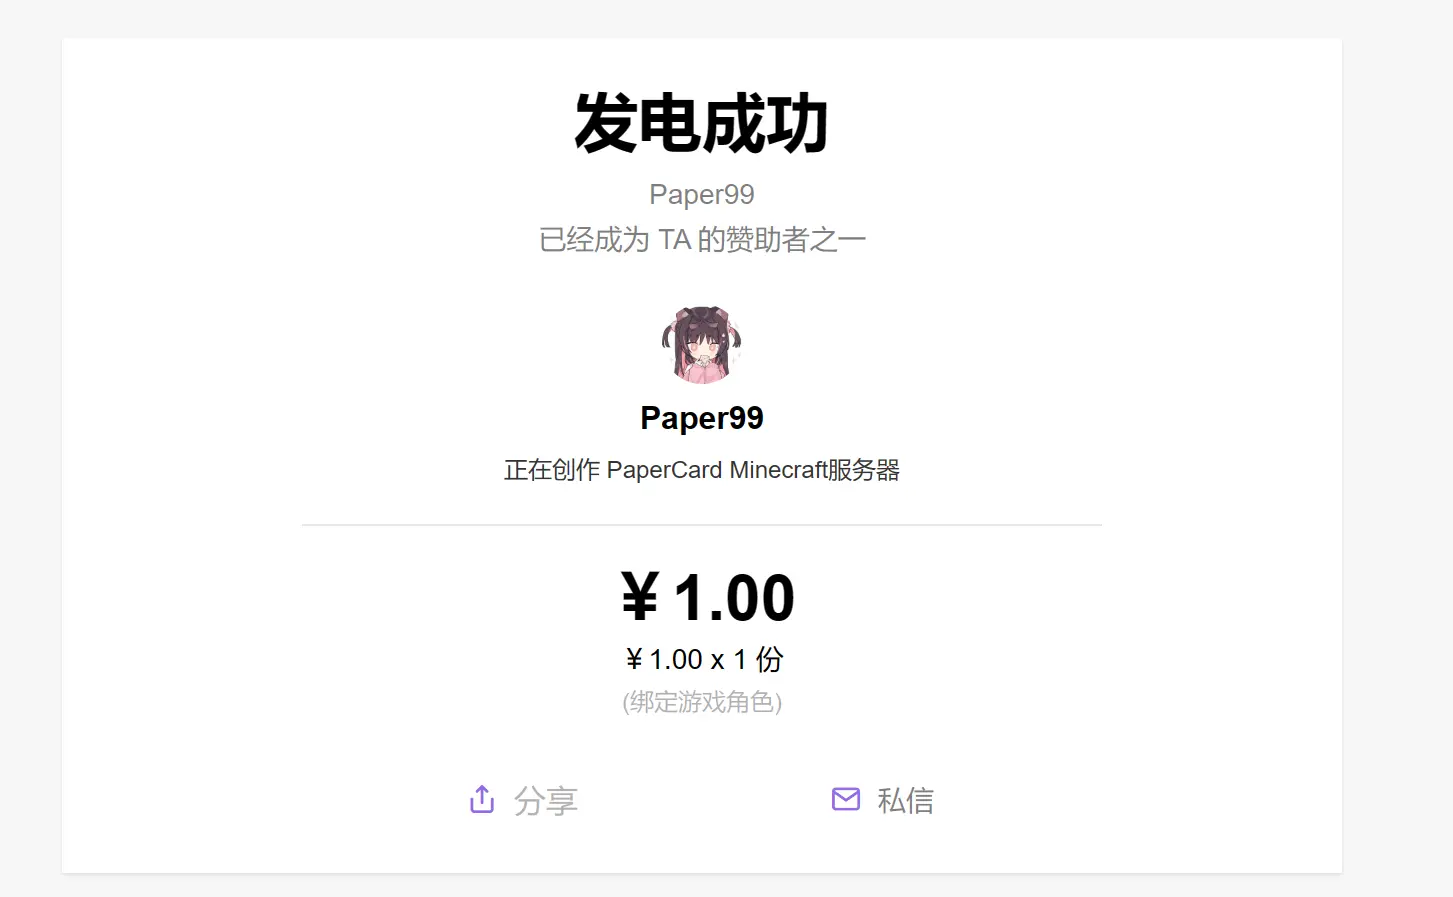 发电成功
Paper99
已经成为 TA 的赞助者之一
Paper99
正在创作 PaperCard Minecraft服务器
¥ 1.00
¥ 1.00 x 1 份
(绑定游戏角色)
分享
私信